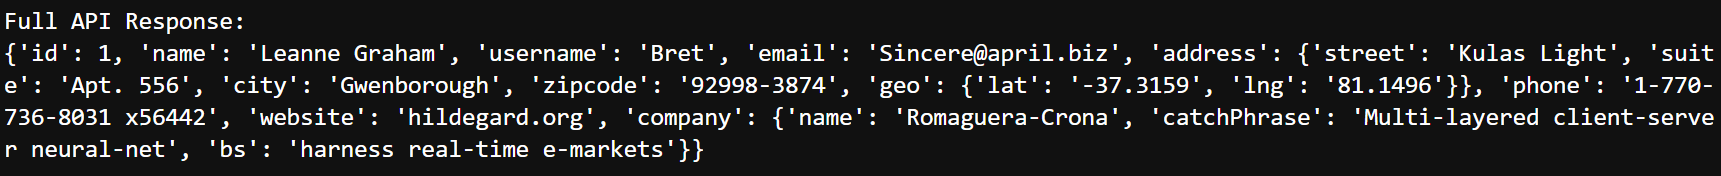 Full API Response:
{'id': 1, 'name': 'Leanne Graham', 'username': 'Bret', 'email': 'Sincere@april.biz', 'address': {'street': 'Kulas Light', 'suit
e': 'Apt. 556', 'city': 'Gwenborough', 'zipcode': '92998-3874', 'geo': {'lat': '-37.3159', 'lng': '81.1496'}}, 'phone': '1-770-
736-8031 x56442', 'website': 'hildegard.org', 'company': {'name': 'Romaguera-Crona', 'catchPhrase': 'Multi-layered client-serve
r neural-net', 'bs': 'harness real-time e-markets'}}